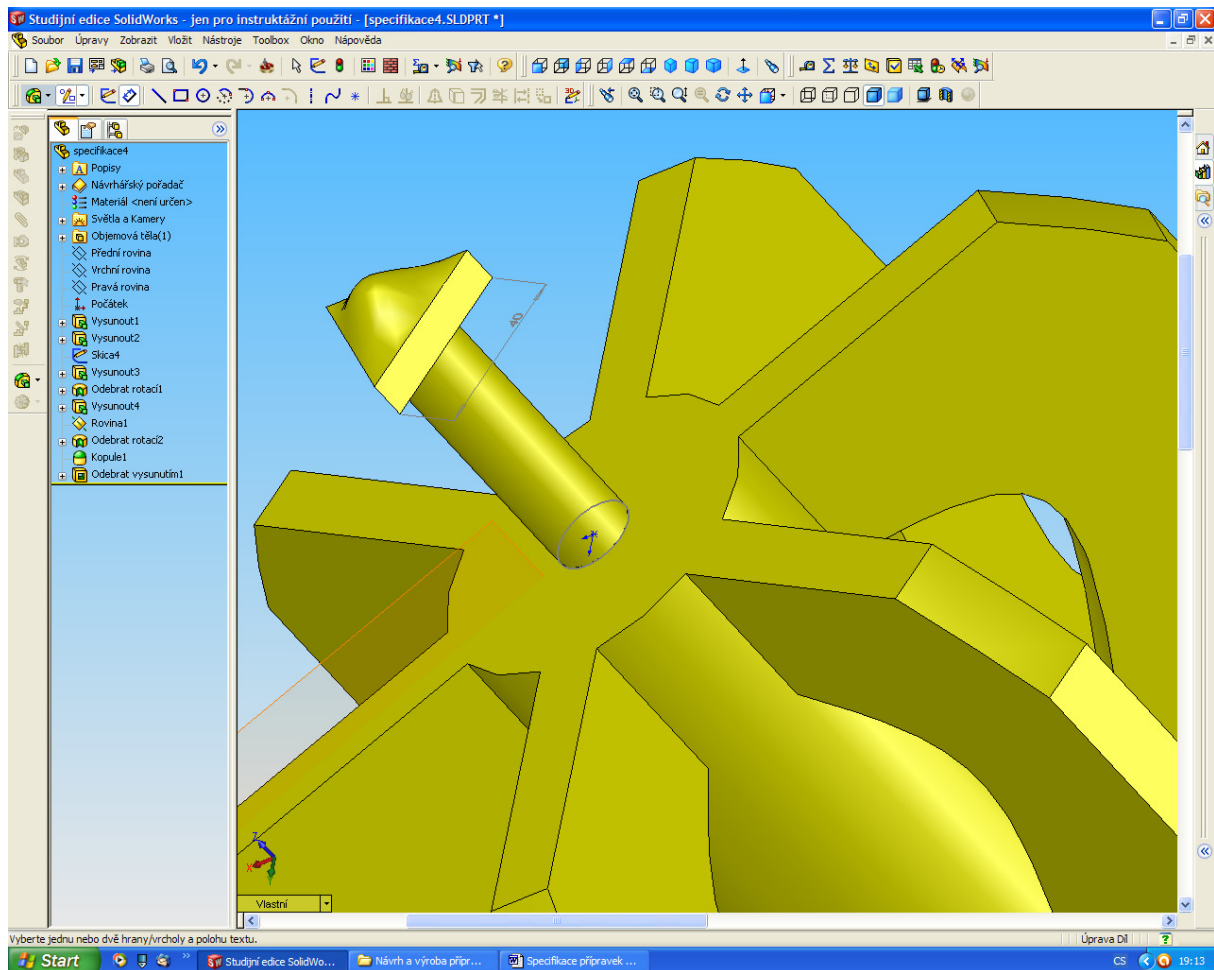 Studijní edice SolidWorks - jen pro instruktážní použití - [specifikace4.SLDPRT *]
Soubor Úpravy Zobrazit Vložit Nástroje Toolbox Okno Nápověda
specifikace4
Popisy
Návrhářský pořadač
Materiál <není určen>
Světla a Kamery
Objemová těla(1)
Přední rovina
Vrchní rovina
Pravá rovina
Počátek
Vysunout1
Vysunout2
Skica4
Vysunout3
Odebrat rotací1
Vysunout4
Rovina1
Odebrat rotací2
Kopule1
Odebrat vysunutím1
40
Z
X
Y
Vlastní
Vyberte jednu nebo dvě hrany/vrcholy a polohu textu.
Úprava Díl
Start
Studijní edice SolidWo...
Návrh a výroba přípr...
Specifikace přípravek ...
CS
19:13